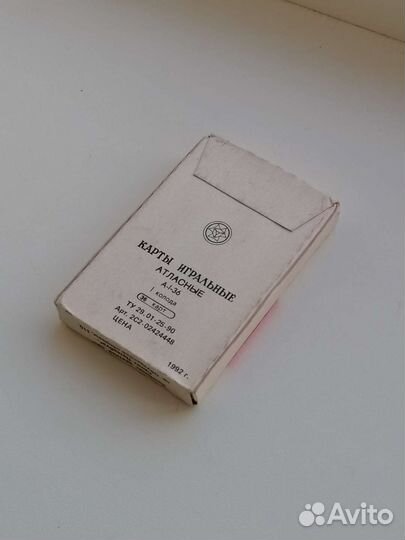 КАРТЫ ИГРАЛЬНЫЕ
АТЛАСНЫЕ
А-I-36
1 колода
36 карт
ТУ 29.01-25-90
Арт. 2С2-02424448
ЦЕНА
1992 г.
Avito